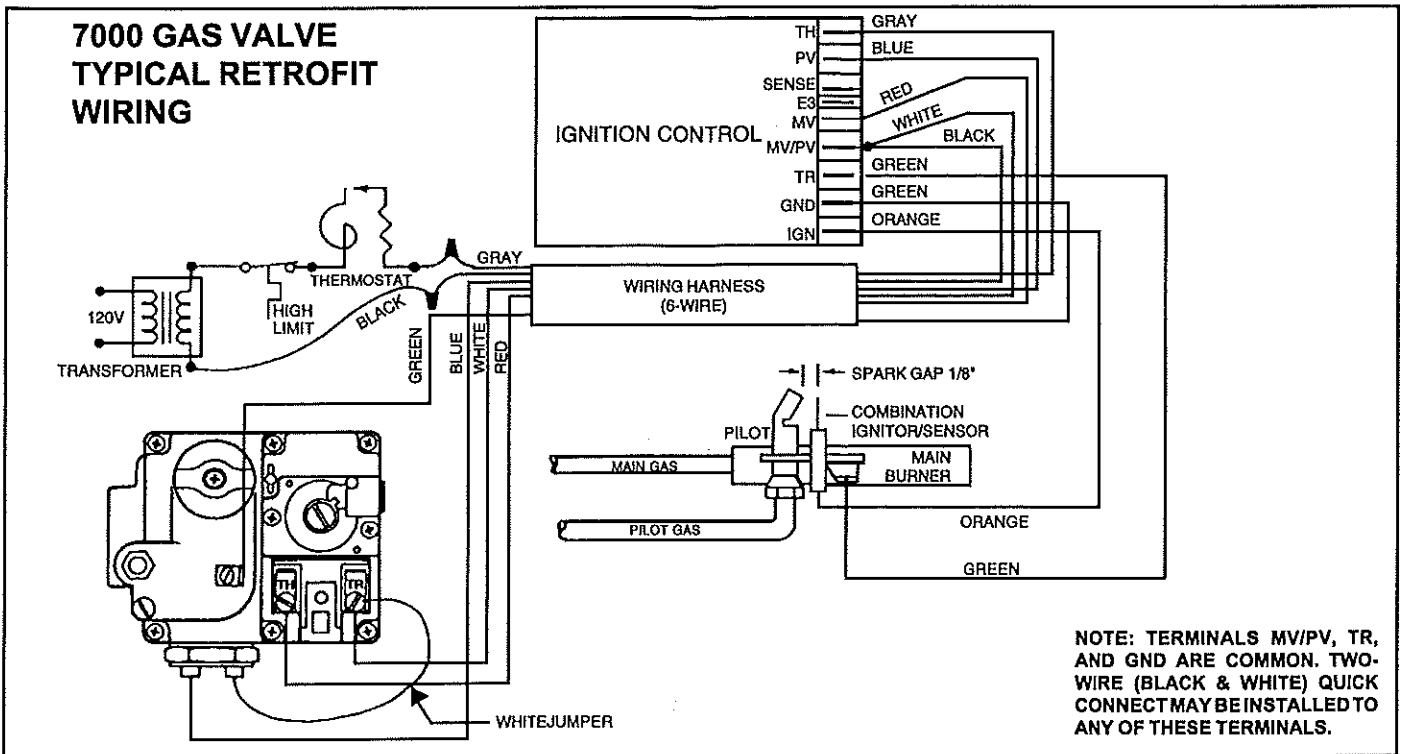 7000 GAS VALVE
TYPICAL RETROFIT
WIRING
IGNITION CONTROL
TH
PV
SENSE
E3
MV
MV/PV
TR
GND
IGN
GRAY
BLUE
RED
WHITE
BLACK
GREEN
GREEN
ORANGE
120V
TRANSFORMER
HIGH
LIMIT
THERMOSTAT
BLACK
GRAY
WIRING HARNESS
(6-WIRE)
GREEN
BLUE
WHITE
RED
SPARK GAP 1/8"
COMBINATION
IGNITOR/SENSOR
PILOT
MAIN
BURNER
MAIN GAS
PILOT GAS
ORANGE
GREEN
TH
TR
WHITEJUMPER
NOTE: TERMINALS MV/PV, TR,
AND GND ARE COMMON. TWO-
WIRE (BLACK & WHITE) QUICK
CONNECT MAY BE INSTALLED TO
ANY OF THESE TERMINALS.